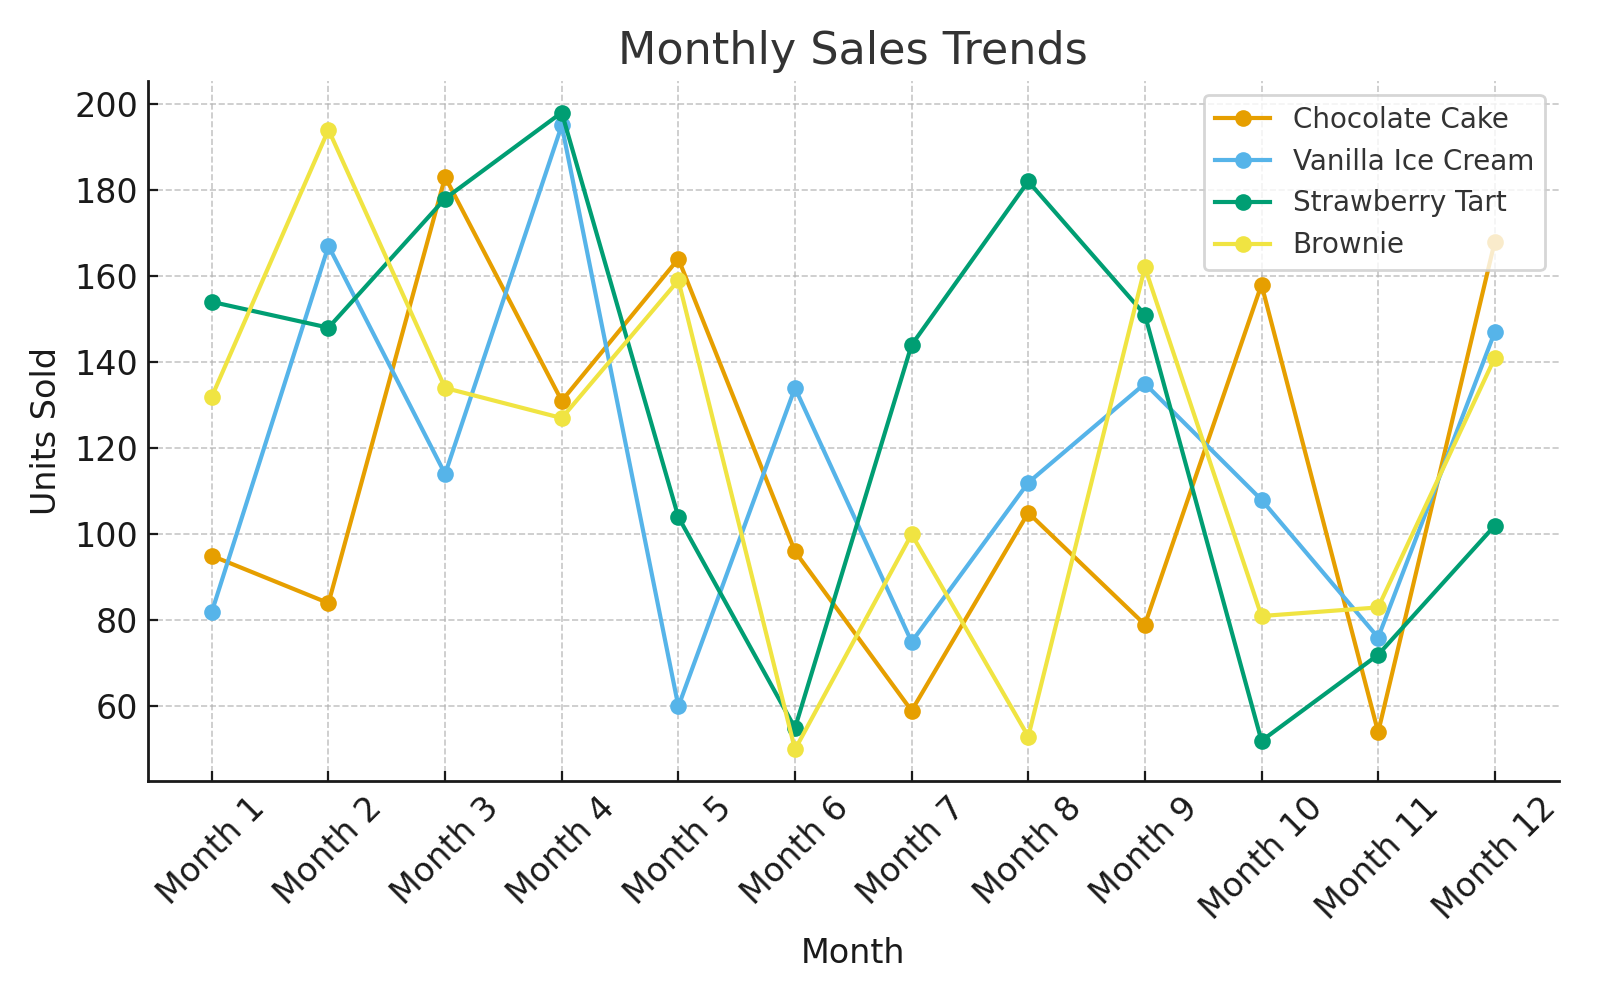 Monthly Sales Trends
200
180
160
140
120
100
80
60
Units Sold
Chocolate Cake
Vanilla Ice Cream
Strawberry Tart
Brownie
Month 1
Month 2
Month 3
Month 4
Month 5
Month 6
Month 7
Month 8
Month 9
Month 10
Month 11
Month 12
Month